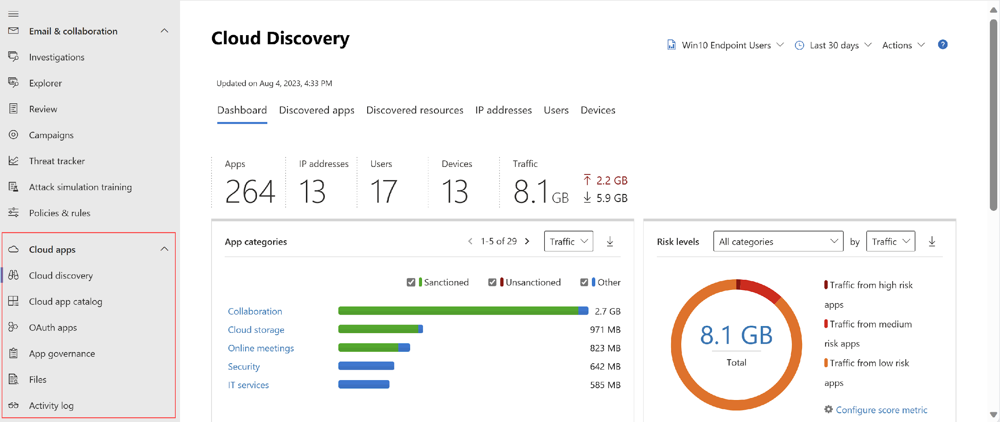 Email & collaboration
Investigations
Explorer
Review
Campaigns
Threat tracker
Attack simulation training
Policies & rules
Cloud apps
Cloud discovery
Cloud app catalog
OAuth apps
App governance
Files
Activity log
Cloud Discovery
Win10 Endpoint Users
Last 30 days
Actions
?
Updated on Aug 4, 2023, 4:33 PM
Dashboard Discovered apps Discovered resources IP addresses Users Devices
Apps
264
IP addresses
13
Users
17
Devices
13
Traffic
8.1 GB
2.2 GB
5.9 GB
App categories
1-5 of 29
Traffic
Sanctioned
Unsanctioned
Other
Collaboration 2.7 GB
Cloud storage 971 MB
Online meetings 823 MB
Security 642 MB
IT services 585 MB
Risk levels
All categories
by
Traffic
8.1 GB
Total
Traffic from high risk
apps
Traffic from medium
risk apps
Traffic from low risk
apps
Configure score metric